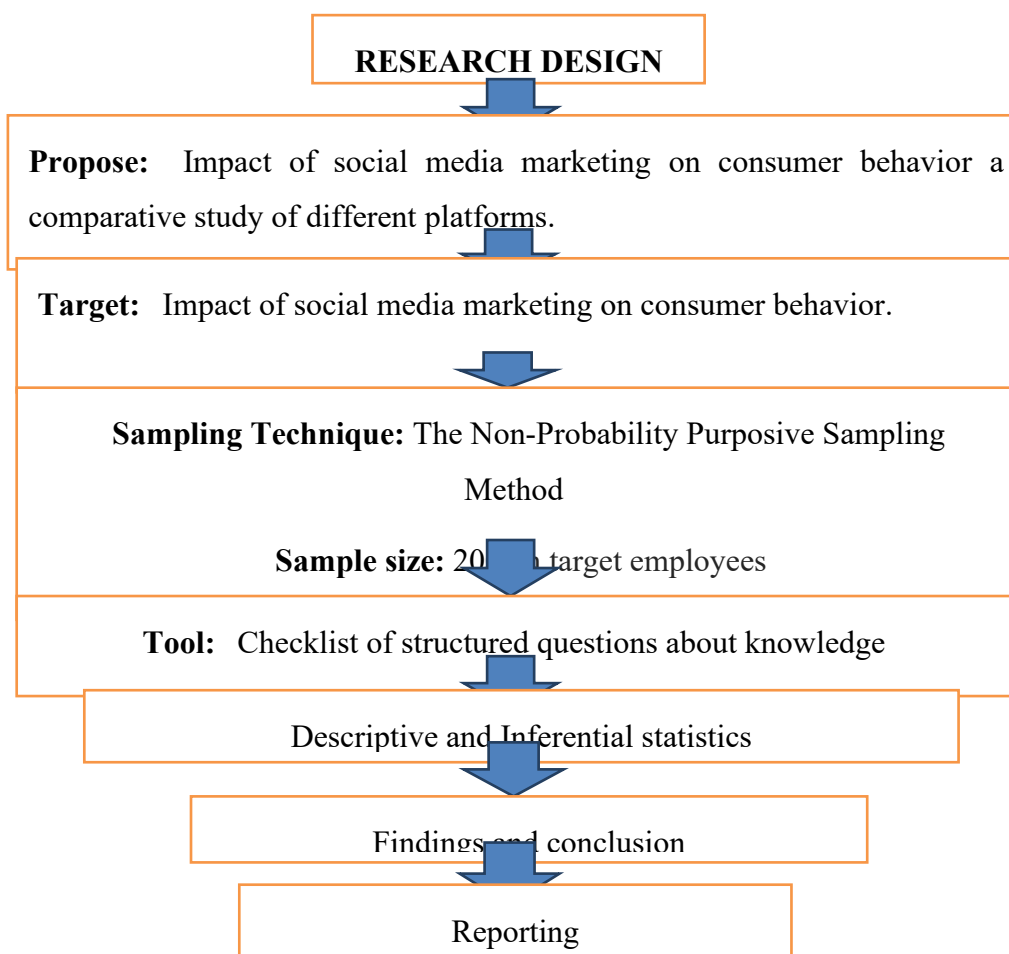 RESEARCH DESIGN
Propose: Impact of social media marketing on consumer behavior a
comparative study of different platforms.
Target: Impact of social media marketing on consumer behavior.
Sampling Technique: The Non-Probability Purposive Sampling
Method
Sample size: target employees
Tool: Checklist of structured questions about knowledge
Descriptive and Inferential statistics
Findings and conclusion
Reporting